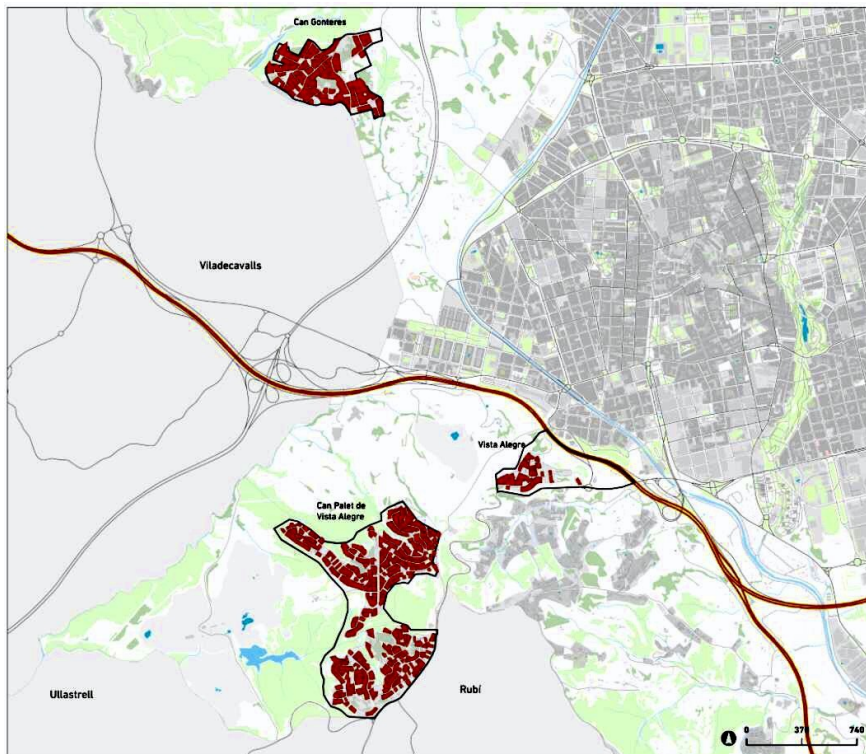 Can Gonteres
Viladecavalls
Vista Alegre
Can Palet de
Vista Alegre
Ullastrell
Rubí
0 370 740